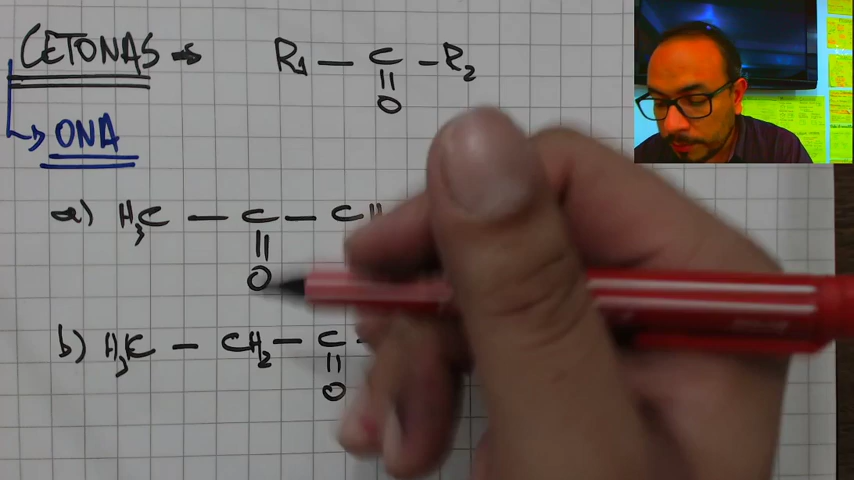 CETONAS → R1 — C — R2
||
O
ONA
a) H3C — C — CH
||
O
b) H3C — CH2 — C —
||
O